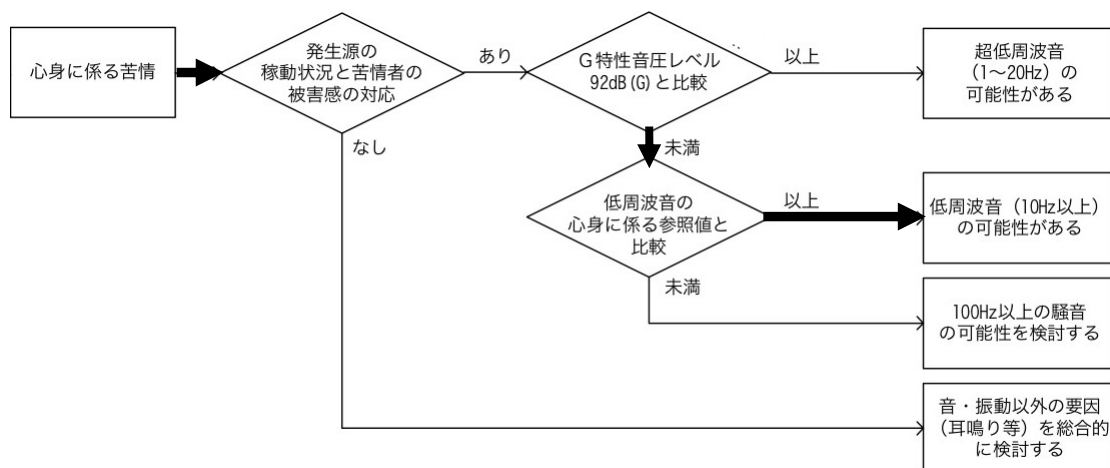 心身に係る苦情
発生源の
稼動状況と苦情者の
被害感の対応
あり
なし
G特性音圧レベル
92dB(G)と比較
以上
未満
超低周波音
(1〜20Hz)の
可能性がある
低周波音の
心身に係る参照値と
比較
以上
未満
低周波音(10Hz以上)
の可能性がある
100Hz以上の騒音
の可能性を検討する
音・振動以外の要因
(耳鳴り等)を総合的
に検討する